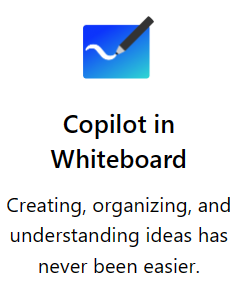 Copilot in
Whiteboard
Creating, organizing, and
understanding ideas has
never been easier.